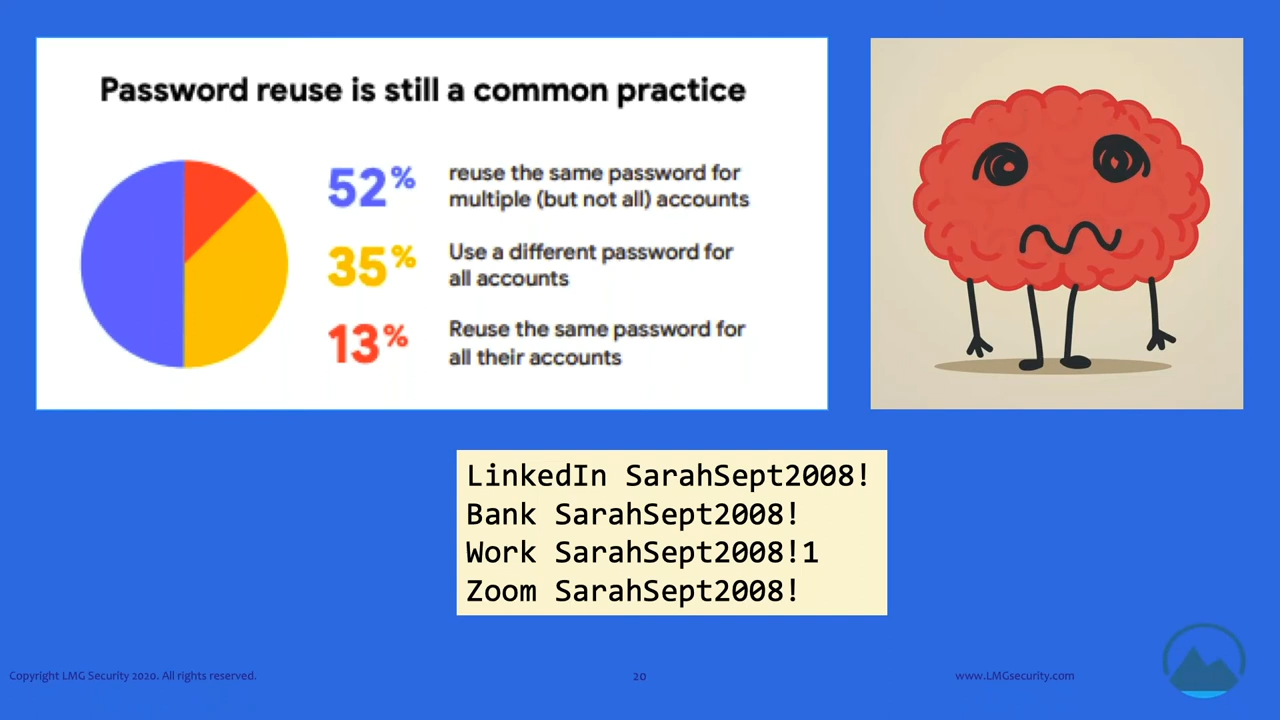 Password reuse is still a common practice
52% reuse the same password for
multiple (but not all) accounts
35% Use a different password for
all accounts
13% Reuse the same password for
all their accounts
LinkedIn SarahSept2008!
Bank SarahSept2008!
Work SarahSept2008!1
Zoom SarahSept2008!
Copyright LMG Security 2020. All rights reserved.
20
www.LMGsecurity.com